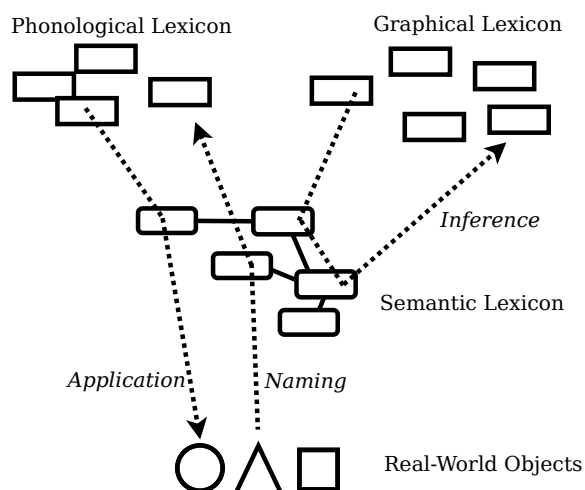 Phonological Lexicon
Graphical Lexicon
Inference
Semantic Lexicon
Application
Naming
Real-World Objects